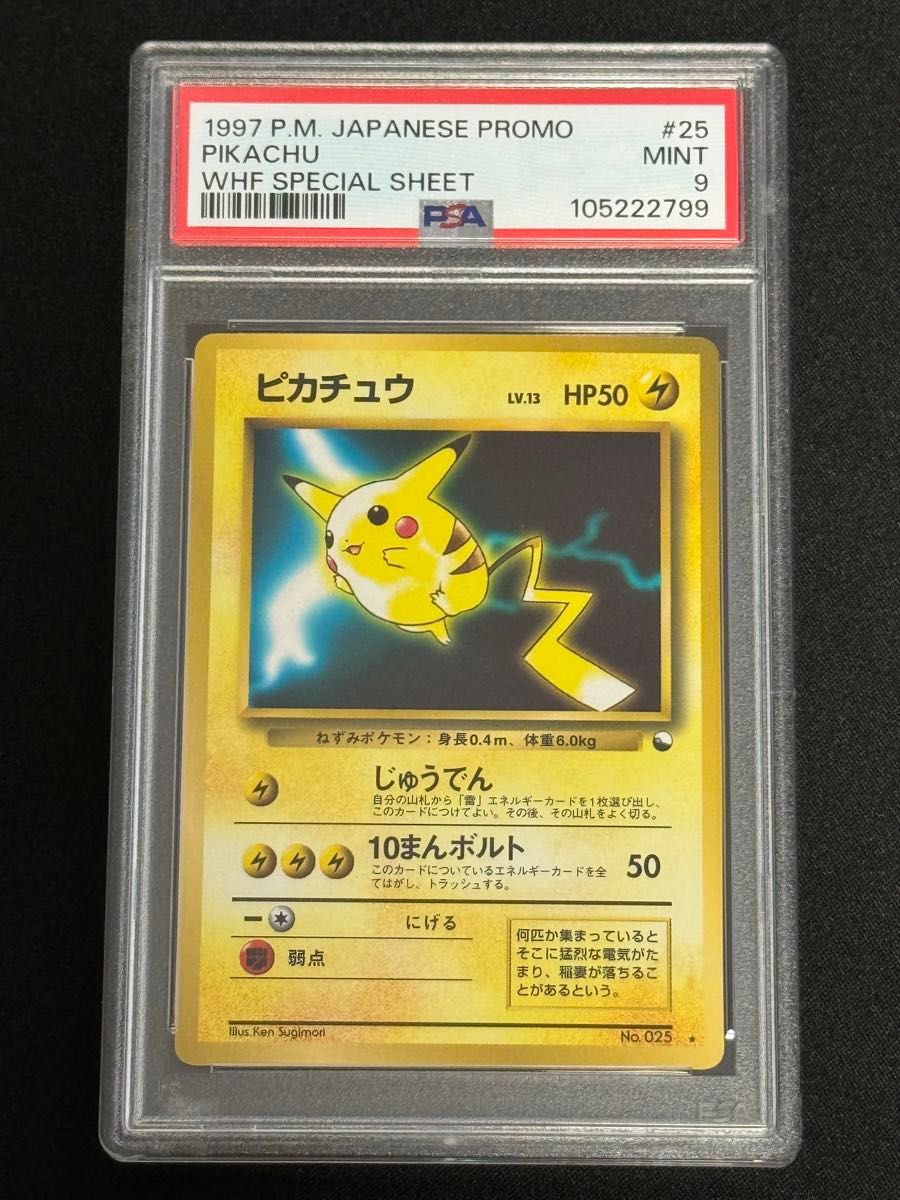 1997 P.M. JAPANESE PROMO #25
PIKACHU MINT
WHF SPECIAL SHEET 9
PSA 105222799
ピカチュウ LV.13 HP50
ねずみポケモン：身長0.4m、体重6.0kg
じゅうでん
自分の山札から「雷」エネルギーカードを1枚選び出し、
このカードにつけてよい。その後、その山札をよく切る。
10まんボルト 50
このカードについているエネルギーカードを全
てはがし、トラッシュする。
ー にげる
弱点
何匹か集まっていると
そこに猛烈な電気がた
まり、稲妻が落ちるこ
とがあるという。
Illus.Ken Sugimori No. 025 ★
PSA